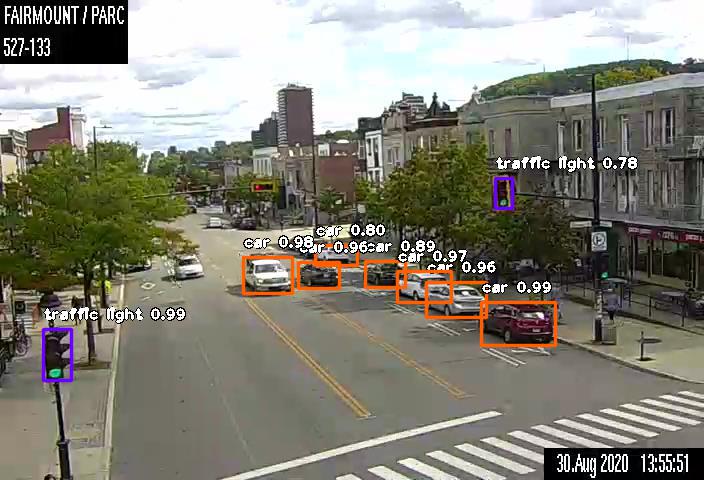 FAIRMOUNT / PARC
527-133
traffic light 0.78
car 0.80
car 0.98
car 0.96
car 0.89
car 0.97
car 0.96
car 0.99
traffic light 0.99
30.Aug 2020 13:55:51